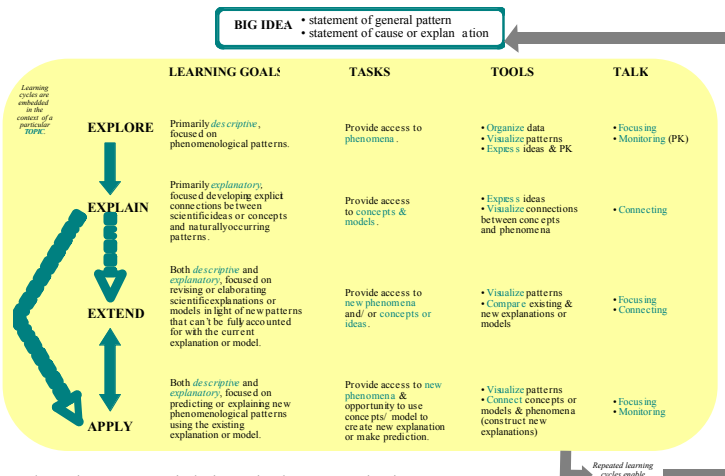 BIG IDEA
• statement of general pattern
• statement of cause or explan ation
LEARNING GOALS
TASKS
TOOLS
TALK
Learning
cycles are
embedded
in the
context of a
particular
TOPIC.
EXPLORE
Primarily descriptive,
focused on
phenomenological patterns.
Provide access to
phenomena.
• Organize data
• Visualize patterns
• Express ideas & PK
• Focusing
• Monitoring (PK)
EXPLAIN
Primarily explanatory,
focused developing explicit
connections between
scientificideas or concepts
and naturallyoccurring
patterns.
Provide access
to concepts &
models.
• Express ideas
• Visualize connections
between concepts
and phenomena
• Connecting
EXTEND
Both descriptive and
explanatory, focused on
revising or elaborating
scientificexplanations or
models in light of new patterns
that can't be fully accounted
for with the current
explanation or model.
Provide access to
new phenomena
and/ or concepts or
ideas.
• Visualize patterns
• Compare existing &
new explanations or
models
• Focusing
• Connecting
APPLY
Both descriptive and
explanatory, focused on
predicting or explaining new
phenomenological patterns
using the existing
explanation or model.
Provide access to new
phenomena &
opportunity to use
concepts/ model to
create new explanation
or make prediction.
• Visualize patterns
• Connect concepts or
models & phenomena
(construct new
explanations)
• Focusing
• Monitoring
Repeated learning
cycles enable